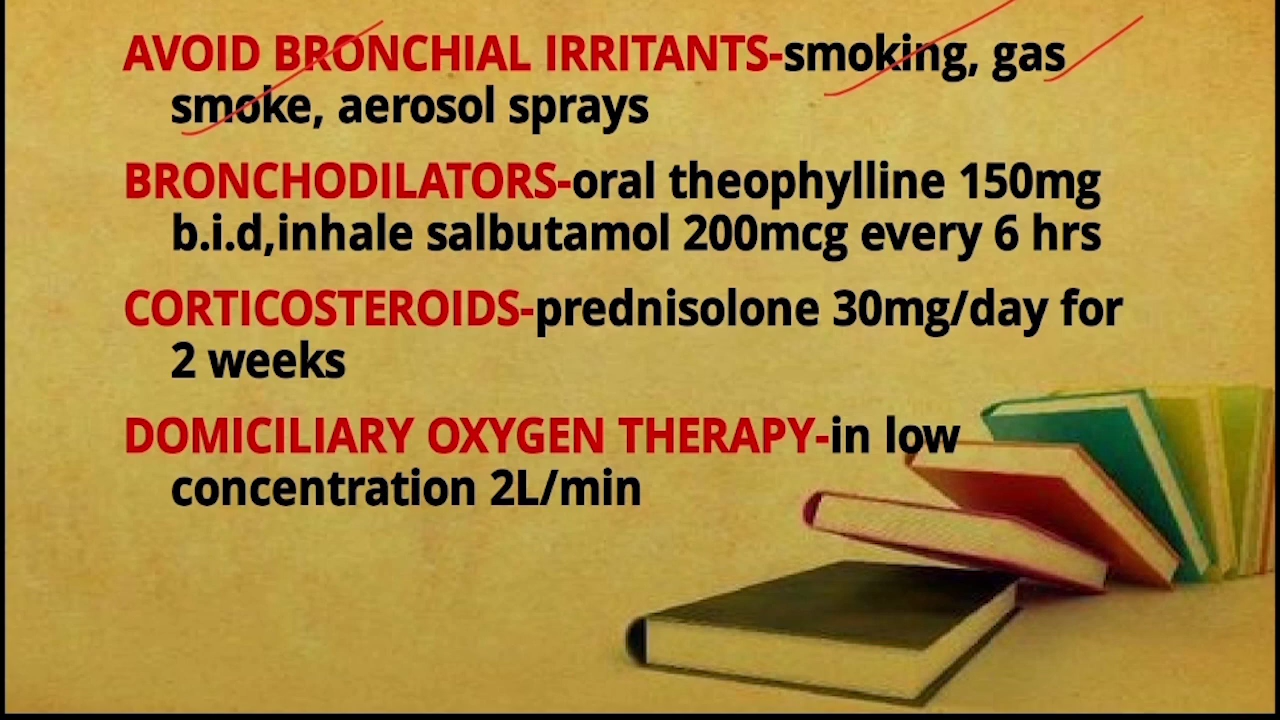 AVOID BRONCHIAL IRRITANTS-smoking, gas
smoke, aerosol sprays
BRONCHODILATORS-oral theophylline 150mg
b.i.d,inhale salbutamol 200mcg every 6 hrs
CORTICOSTEROIDS-prednisolone 30mg/day for
2 weeks
DOMICILIARY OXYGEN THERAPY-in low
concentration 2L/min